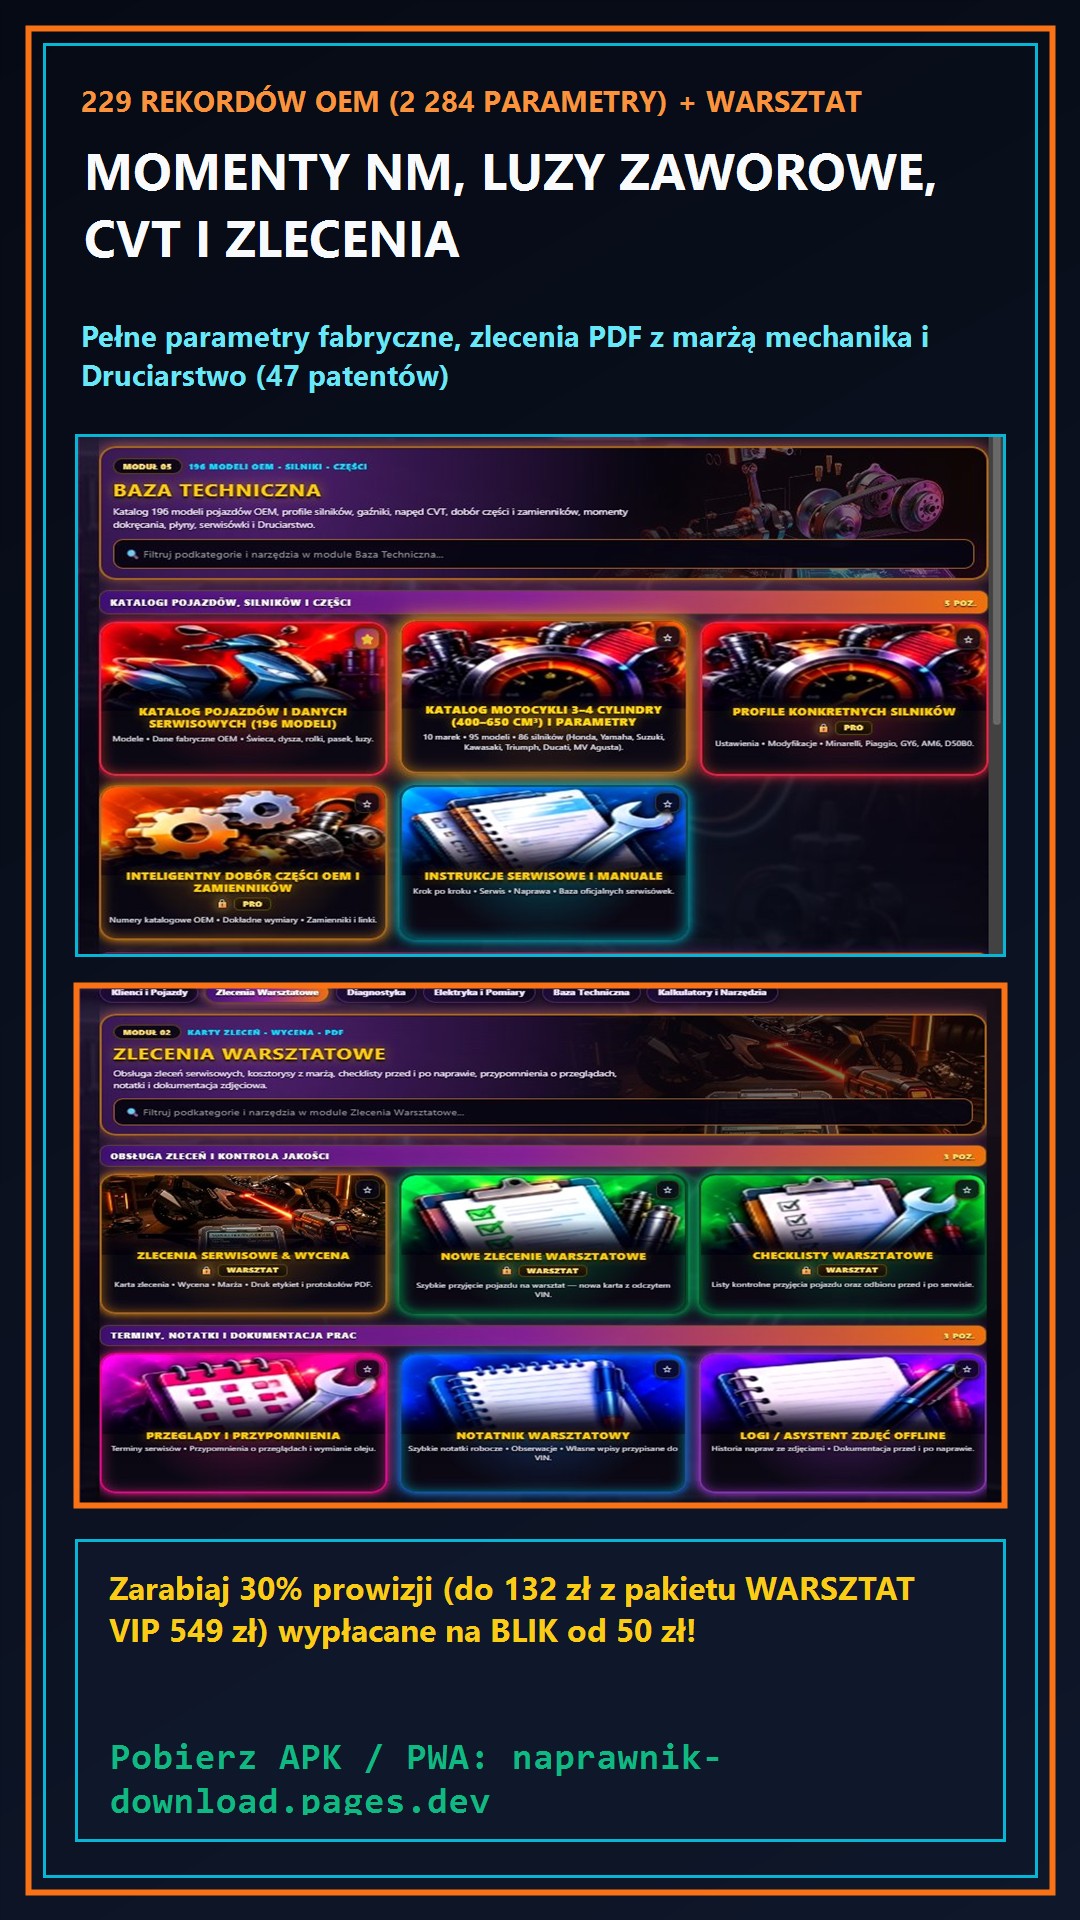 229 REKORDÓW OEM (2 284 PARAMETRY) + WARSZTAT
MOMENTY NM, LUZY ZAWOROWE,
CVT I ZLECENIA
Pełne parametry fabryczne, zlecenia PDF z marżą mechanika i
Druciarstwo (47 patentów)
MODUŁ 05 196 MODELI OEM - SILNIKI - CZĘŚCI
BAZA TECHNICZNA
Katalog 196 modeli pojazdów OEM, profile silników, gaźniki, napęd CVT, dobór części i zamienników, momenty
dokręcania, płyny, serwisówki i Druciarstwo.
Filtruj podkategorie i narzędzia w module Baza Techniczna...
KATALOGI POJAZDÓW, SILNIKÓW I CZĘŚCI 5 POZ.
KATALOG POJAZDÓW I DANYCH
SERWISOWYCH (196 MODELI)
Modele • Dane fabryczne OEM • Świeca, dysza, rolki, pasek, luzy.
KATALOG MOTOCYKLI 3–4 CYLINDRY
(400–650 CM³) I PARAMETRY
10 marek • 95 modeli • 86 silników (Honda, Yamaha, Suzuki,
Kawasaki, Triumph, Ducati, MV Agusta).
PROFILE KONKRETNYCH SILNIKÓW
PRO
Ustawienia • Modyfikacje • Minarelli, Piaggio, GY6, AM6, D50B0.
INTELIGENTNY DOBÓR CZĘŚCI OEM I
ZAMIENNIKÓW
PRO
Numery katalogowe OEM • Dokładne wymiary • Zamienniki i linki.
INSTRUKCJE SERWISOWE I MANUALE
Krok po kroku • Serwis • Naprawa • Baza oficjalnych serwisówek.
Klienci i Pojazdy Zlecenia Warsztatowe Diagnostyka Elektryka i Pomiary Baza Techniczna Kalkulatory i Narzędzia
MODUŁ 02 KARTY ZLECEŃ - WYCENA - PDF
ZLECENIA WARSZTATOWE
Obsługa zleceń serwisowych, kosztorysy z marżą, checklisty przed i po naprawie, przypomnienia o przeglądach,
notatki i dokumentacja zdjęciowa.
Filtruj podkategorie i narzędzia w module Zlecenia Warsztatowe...
OBSŁUGA ZLECEŃ I KONTROLA JAKOŚCI 3 POZ.
ZLECENIA SERWISOWE & WYCENA
WARSZTAT
Karta zlecenia • Wycena • Marża • Druk etykiet i protokołów PDF.
NOWE ZLECENIE WARSZTATOWE
WARSZTAT
Szybkie przyjęcie pojazdu na warsztat — nowa karta z odczytem
VIN.
CHECKLISTY WARSZTATOWE
WARSZTAT
Listy kontrolne przyjęcia pojazdu oraz odbioru przed i po serwisie.
TERMINY, NOTATKI I DOKUMENTACJA PRAC 3 POZ.
PRZEGLĄDY I PRZYPOMNIENIA
Terminy serwisów • Przypomnienia o przeglądach i wymianie oleju.
NOTATNIK WARSZTATOWY
Szybkie notatki robocze • Obserwacje • Własne wpisy przypisane do
VIN.
LOGI / ASYSTENT ZDJĘĆ OFFLINE
Historia napraw ze zdjęciami • Dokumentacja przed i po naprawie.
Zarabiaj 30% prowizji (do 132 zł z pakietu WARSZTAT
VIP 549 zł) wypłacane na BLIK od 50 zł!
Pobierz APK / PWA: naprawnik-
download.pages.dev